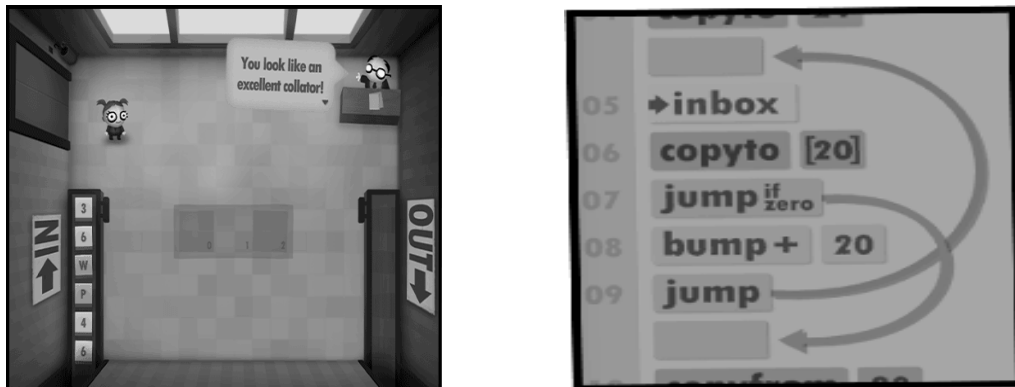 You look like an
excellent collator!
3
6
W
P
4
6
IN
OUT
0
1
2
copyto
05
inbox
06
copyto [20]
07
jump if zero
08
bump + 20
09
jump